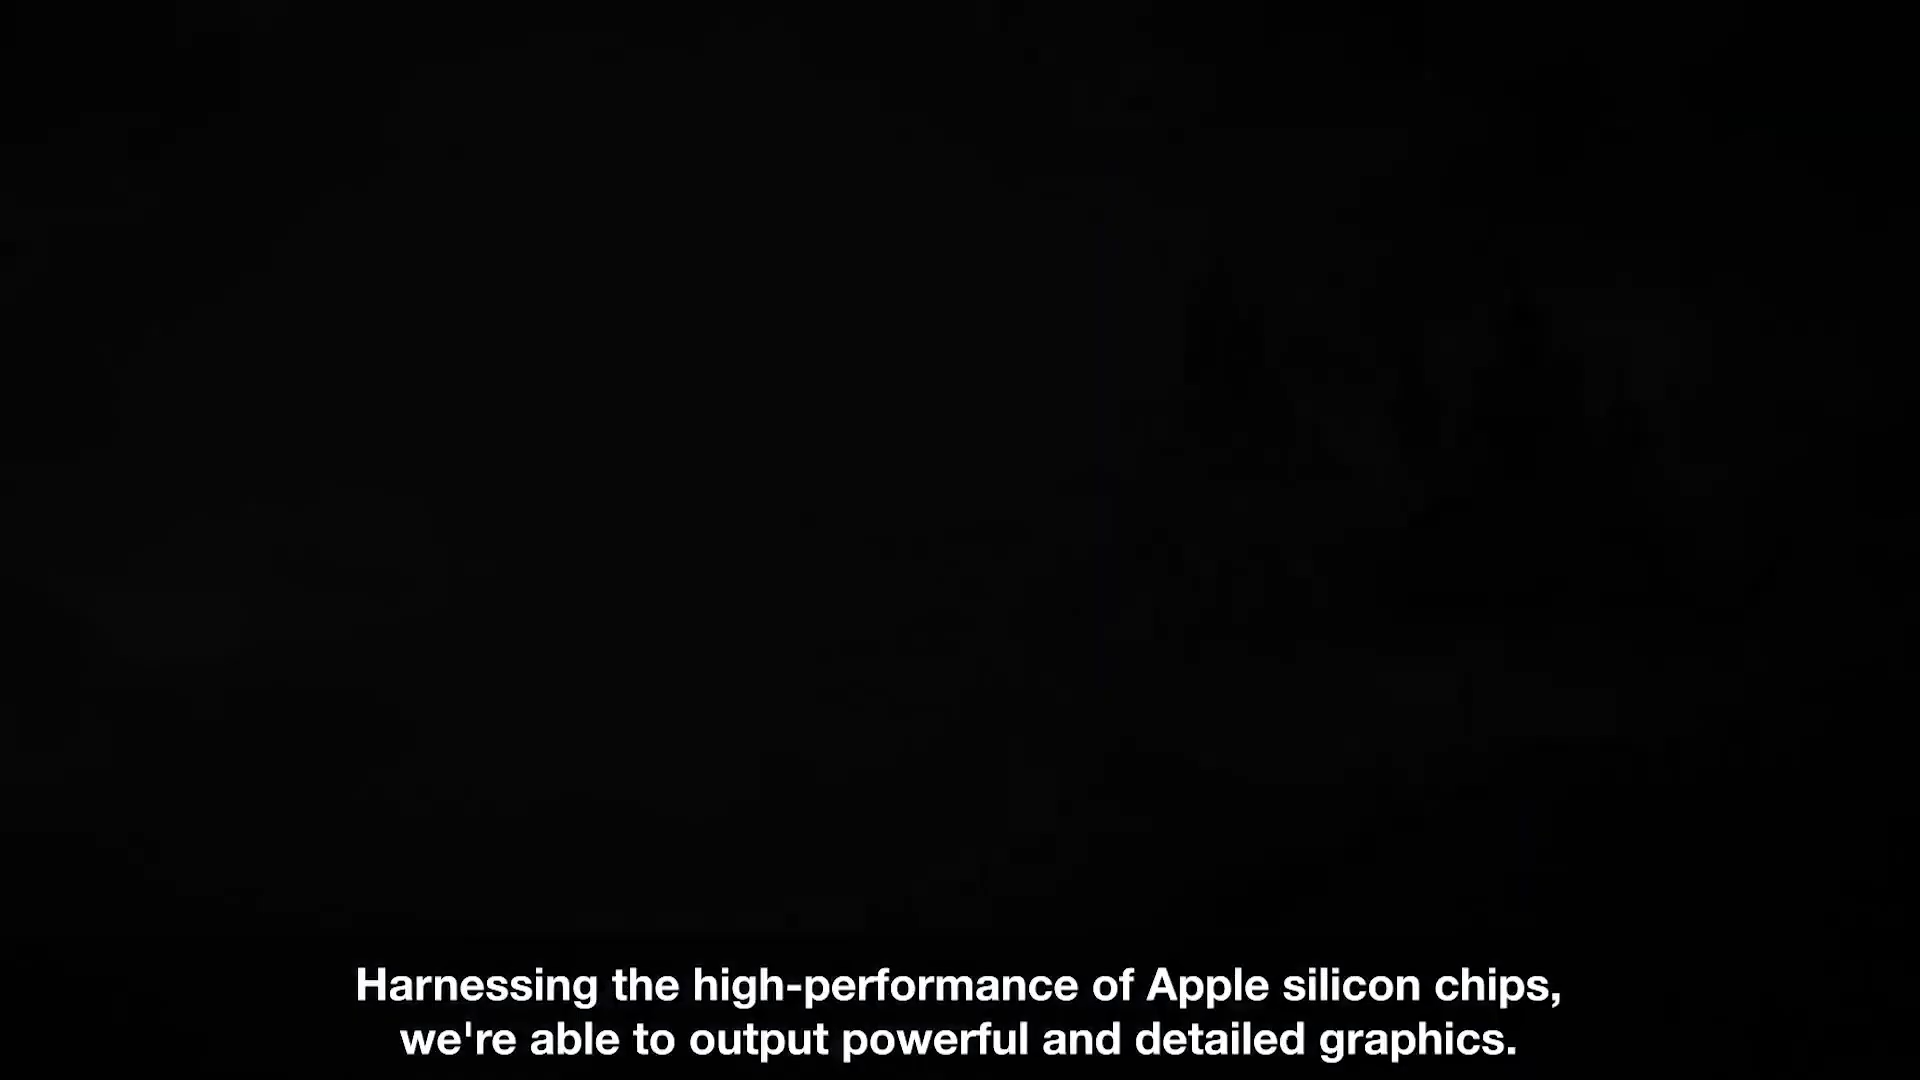 Harnessing the high-performance of Apple silicon chips,
we're able to output powerful and detailed graphics.